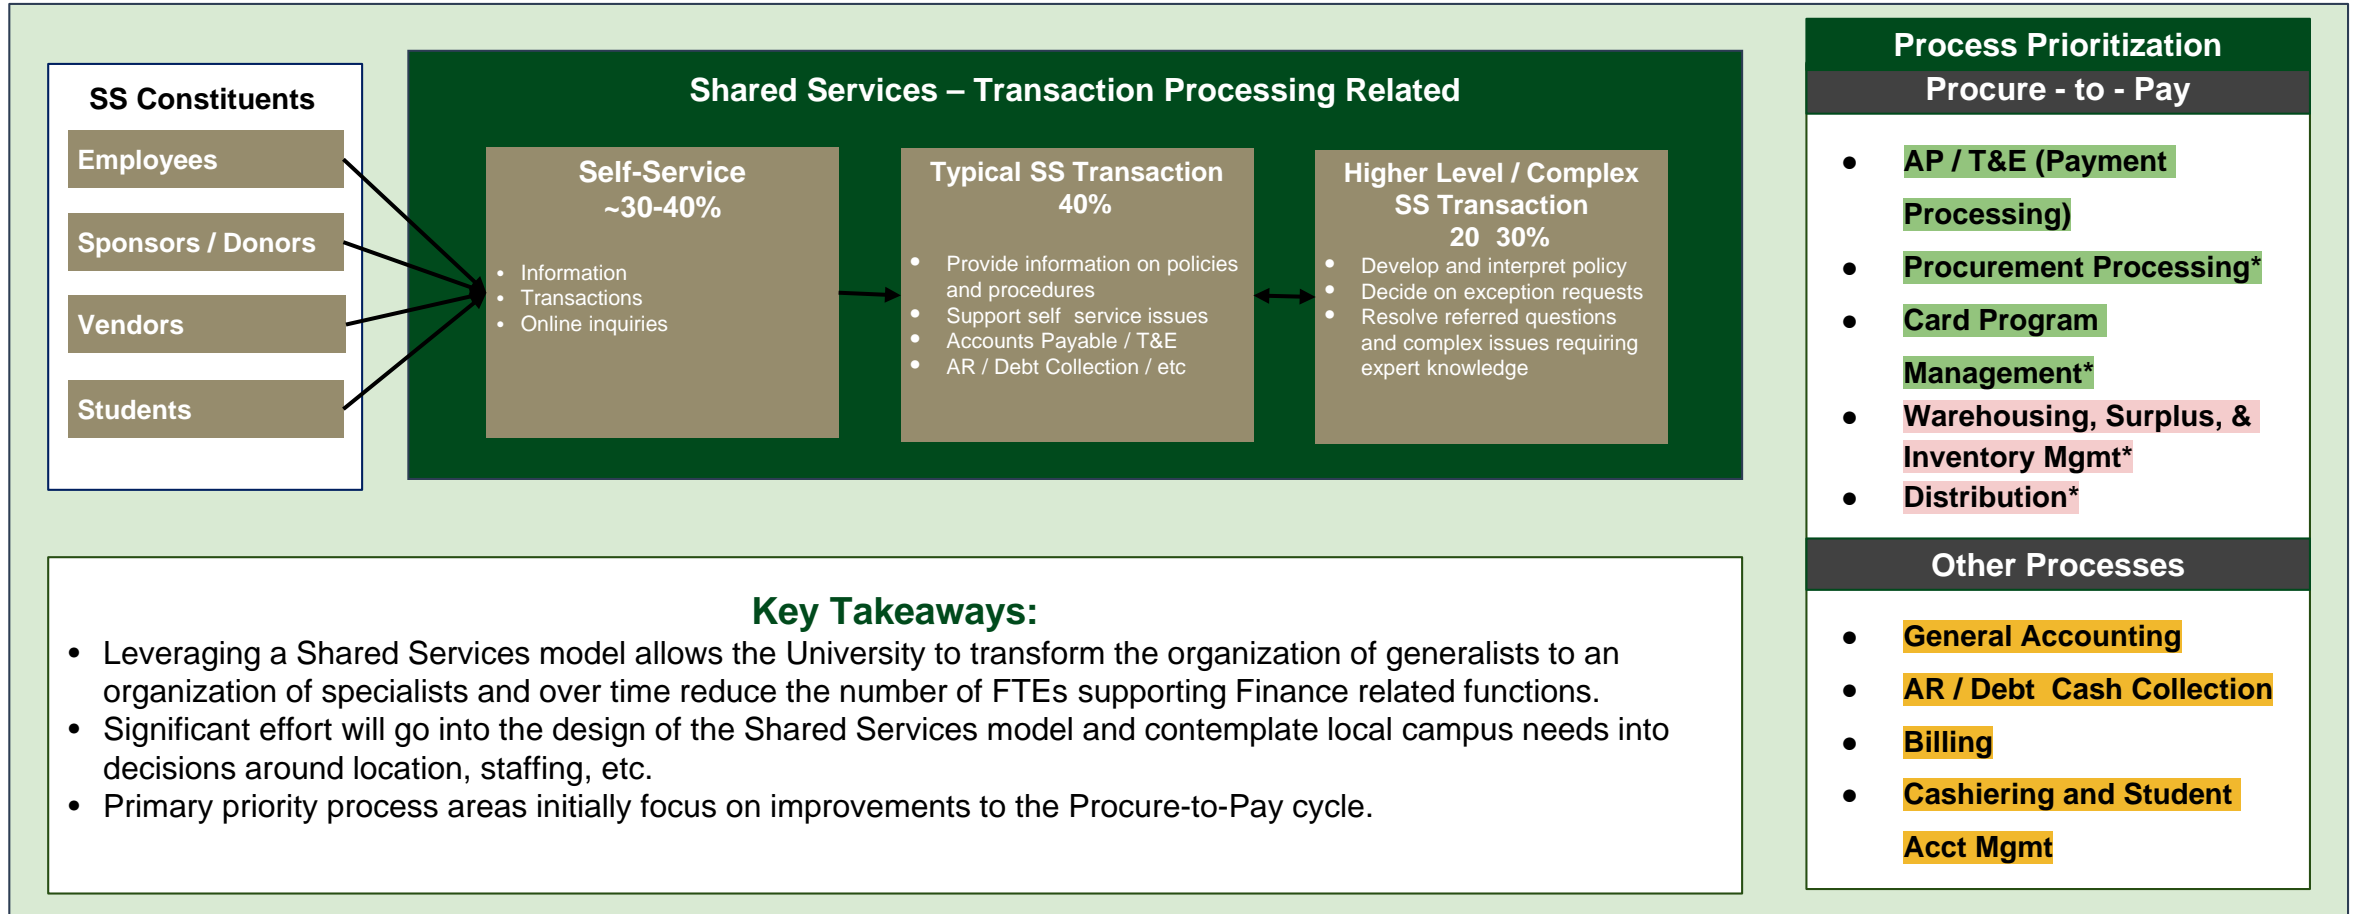 SS Constituents
Employees
Sponsors / Donors
Vendors
Students
Shared Services – Transaction Processing Related
Self-Service
~30-40%
• Information
• Transactions
• Online inquiries
Typical SS Transaction
40%
• Provide information on policies
and procedures
• Support self service issues
• Accounts Payable / T&E
• AR / Debt Collection / etc
Higher Level / Complex
SS Transaction
20 30%
• Develop and interpret policy
• Decide on exception requests
• Resolve referred questions
and complex issues requiring
expert knowledge
Key Takeaways:
• Leveraging a Shared Services model allows the University to transform the organization of generalists to an
organization of specialists and over time reduce the number of FTEs supporting Finance related functions.
• Significant effort will go into the design of the Shared Services model and contemplate local campus needs into
decisions around location, staffing, etc.
• Primary priority process areas initially focus on improvements to the Procure-to-Pay cycle.
Process Prioritization
Procure - to - Pay
● AP / T&E (Payment
Processing)
● Procurement Processing*
● Card Program
Management*
● Warehousing, Surplus, &
Inventory Mgmt*
● Distribution*
Other Processes
● General Accounting
● AR / Debt Cash Collection
● Billing
● Cashiering and Student
Acct Mgmt